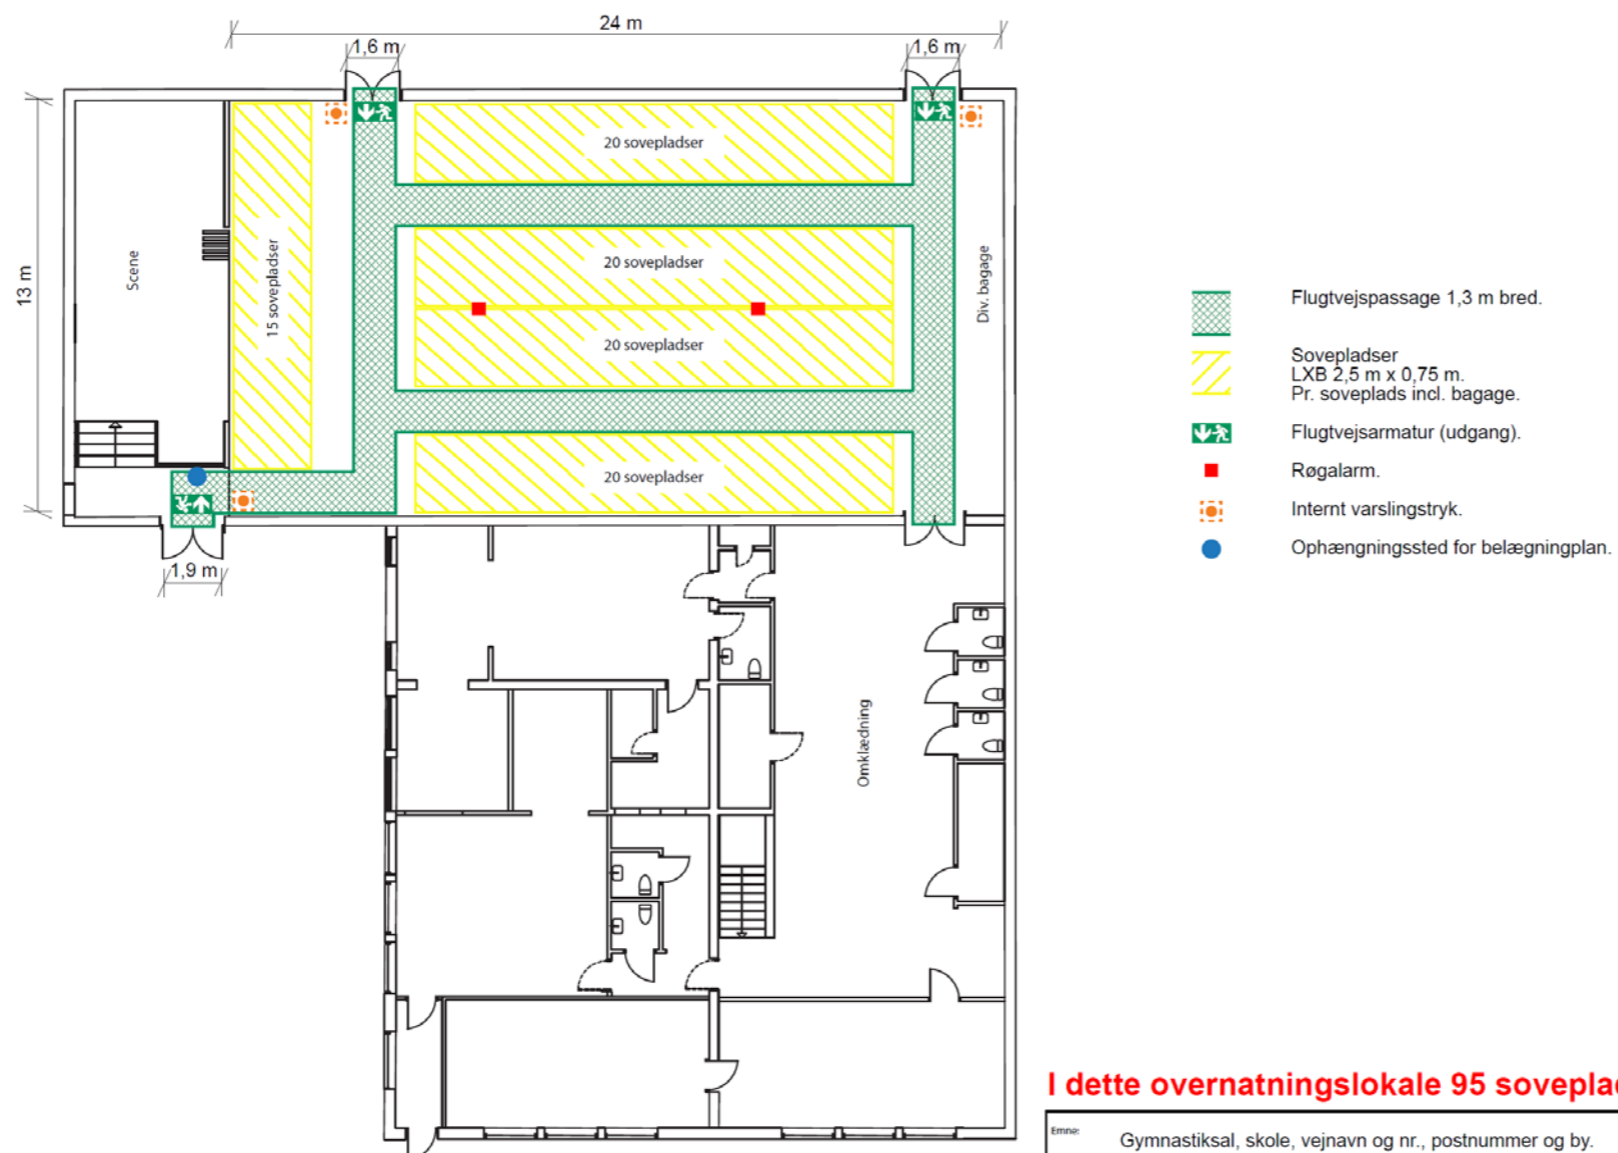 24 m
1,6 m
1,6 m
13 m
Scene
15 sovepladser
20 sovepladser
20 sovepladser
20 sovepladser
20 sovepladser
Div. bagage
1,9 m
Omklædning
Flugtvejspassage 1,3 m bred.
Sovepladser
LXB 2,5 m x 0,75 m.
Pr. soveplads incl. bagage.
Flugtvejsarmatur (udgang).
Røgalarm.
Internt varslingstryk.
Ophængningssted for belægningplan.
I dette overnatningslokale 95 soveplad
Emne:
Gymnastiksal, skole, vejnavn og nr., postnummer og by.